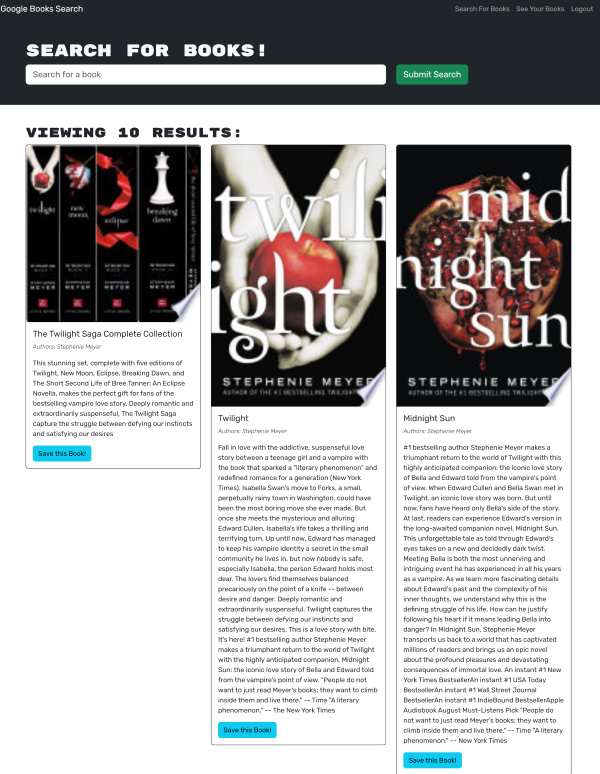 Google Books Search
Search For Books See Your Books Logout
SEARCH FOR BOOKS!
Search for a book
Submit Search
VIEWING 10 RESULTS:
twilight
new
moon
eclipse
breaking
dawn
STEPHENIE
MEYER
STEPHENIE
MEYER
STEPHENIE
MEYER
STEPHENIE
MEYER
The Twilight Saga Complete Collection
Authors: Stephenie Meyer
This stunning set, complete with five editions of
Twilight, New Moon, Eclipse, Breaking Dawn, and
The Short Second Life of Bree Tanner: An Eclipse
Novella, makes the perfect gift for fans of the
bestselling vampire love story. Deeply romantic and
extraordinarily suspenseful, The Twilight Saga
capture the struggle between defying our instincts
and satisfying our desires
Save this Book!
twili
ight
STEPHENIE MEYER
AUTHOR OF THE #1 BESTSELLING TWILIGHT
Twilight
Authors: Stephenie Meyer
Fall in love with the addictive, suspenseful love
story between a teenage girl and a vampire with
the book that sparked a "literary phenomenon" and
redefined romance for a generation (New York
Times). Isabella Swan's move to Forks, a small,
perpetually rainy town in Washington, could have
been the most boring move she ever made. But
once she meets the mysterious and alluring
Edward Cullen, Isabella's life takes a thrilling and
terrifying turn. Up until now, Edward has managed
to keep his vampire identity a secret in the small
community he lives in, but now nobody is safe,
especially Isabella, the person Edward holds most
dear. The lovers find themselves balanced
precariously on the point of a knife -- between
desire and danger. Deeply romantic and
extraordinarily suspenseful, Twilight captures the
struggle between defying our instincts and
satisfying our desires. This is a love story with bite.
It's here! #1 bestselling author Stephenie Meyer
makes a triumphant return to the world of Twilight
with the highly anticipated companion, Midnight
Sun: the iconic love story of Bella and Edward told
from the vampire's point of view. "People do not
want to just read Meyer's books; they want to climb
inside them and live there." -- Time "A literary
phenomenon." -- The New York Times
Save this Book!
mid
night
sun
STEPHENIE MEYER
AUTHOR OF THE #1 BESTSELLING TWILIGHT
Midnight Sun
Authors: Stephenie Meyer
#1 bestselling author Stephenie Meyer makes a
triumphant return to the world of Twilight with this
highly anticipated companion: the iconic love story
of Bella and Edward told from the vampire's point
of view. When Edward Cullen and Bella Swan met in
Twilight, an iconic love story was born. But until
now, fans have heard only Bella's side of the story.
At last, readers can experience Edward's version in
the long-awaited companion novel, Midnight Sun.
This unforgettable tale as told through Edward's
eyes takes on a new and decidedly dark twist.
Meeting Bella is both the most unnerving and
intriguing event he has experienced in all his years
as a vampire. As we learn more fascinating details
about Edward's past and the complexity of his
inner thoughts, we understand why this is the
defining struggle of his life. How can he justify
following his heart if it means leading Bella into
danger? In Midnight Sun, Stephenie Meyer
transports us back to a world that has captivated
millions of readers and brings us an epic novel
about the profound pleasures and devastating
consequences of immortal love. An instant #1 New
York Times BestsellerAn instant #1 USA Today
BestsellerAn instant #1 Wall Street Journal
BestsellerAn instant #1 IndieBound BestsellerApple
Audiobook August Must-Listens Pick "People do
not want to just read Meyer's books; they want to
climb inside them and live there." -- Time "A literary
phenomenon." -- New York Times
Save this Book!